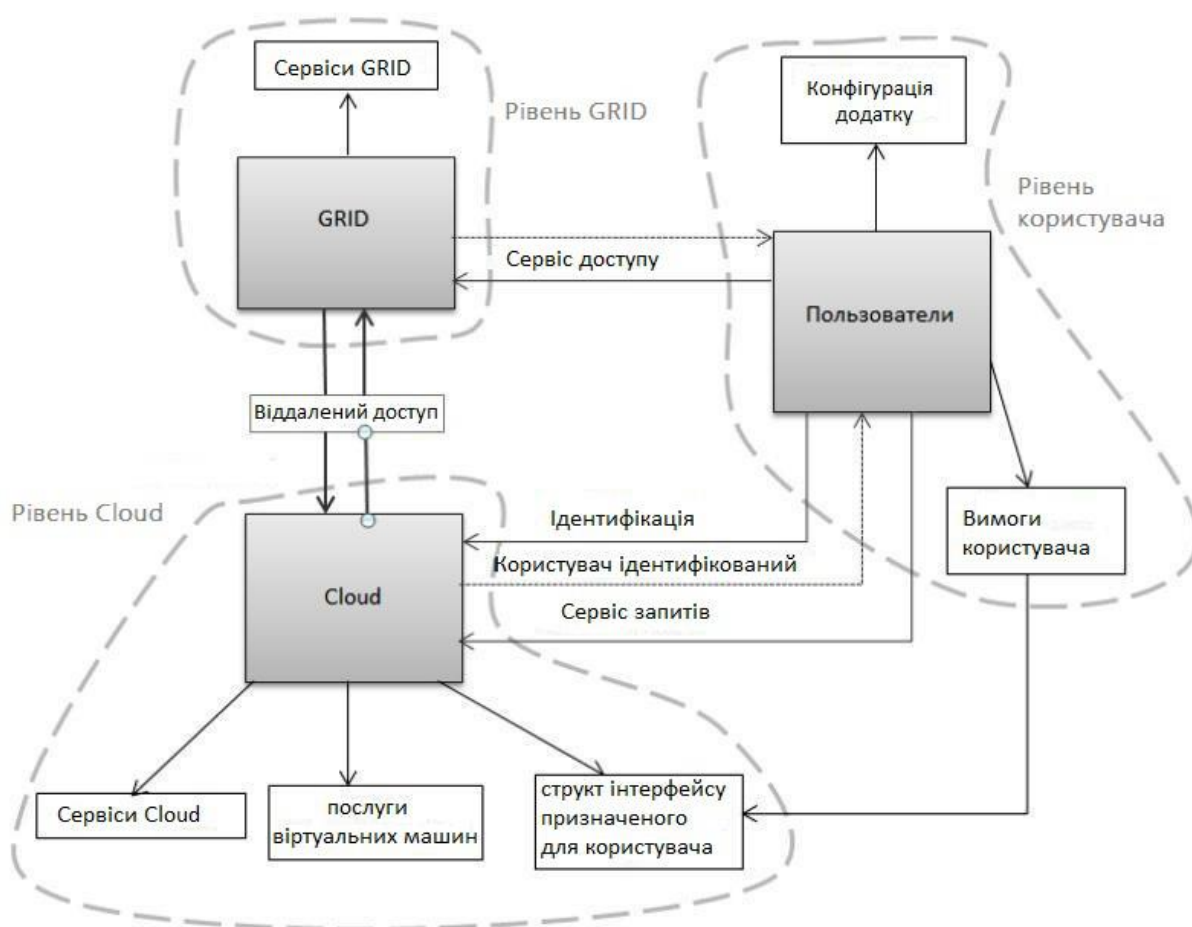 Сервіси GRID
Рівень GRID
Конфігурація
додатку
Рівень
користувача
GRID
Сервіс доступу
Пользователи
Віддалений доступ
Рівень Cloud
Ідентифікація
Вимоги
користувача
Користувач ідентифікований
Cloud
Сервіс запитів
Сервіси Cloud
послуги
віртуальних машин
структ інтерфейсу
призначеного
для користувача